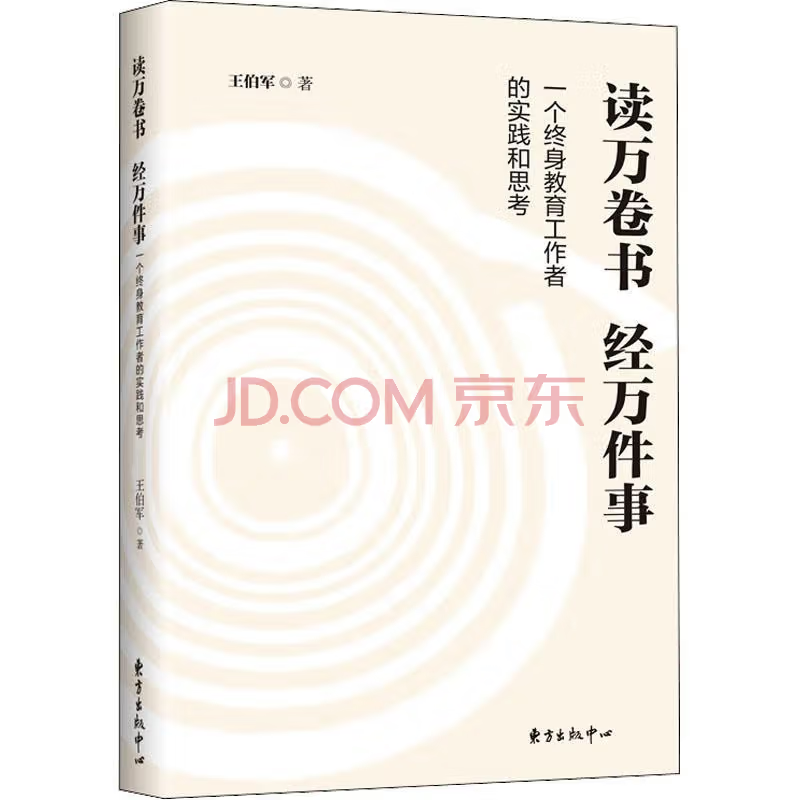 读万卷书 经万件事
一个终身教育工作者的实践和思考
王伯军 ◎ 著
东方出版中心
王伯军 ◎ 著
读万卷书 经万件事
一个终身教育工作者
的实践和思考
JD.COM 京东
东方出版中心